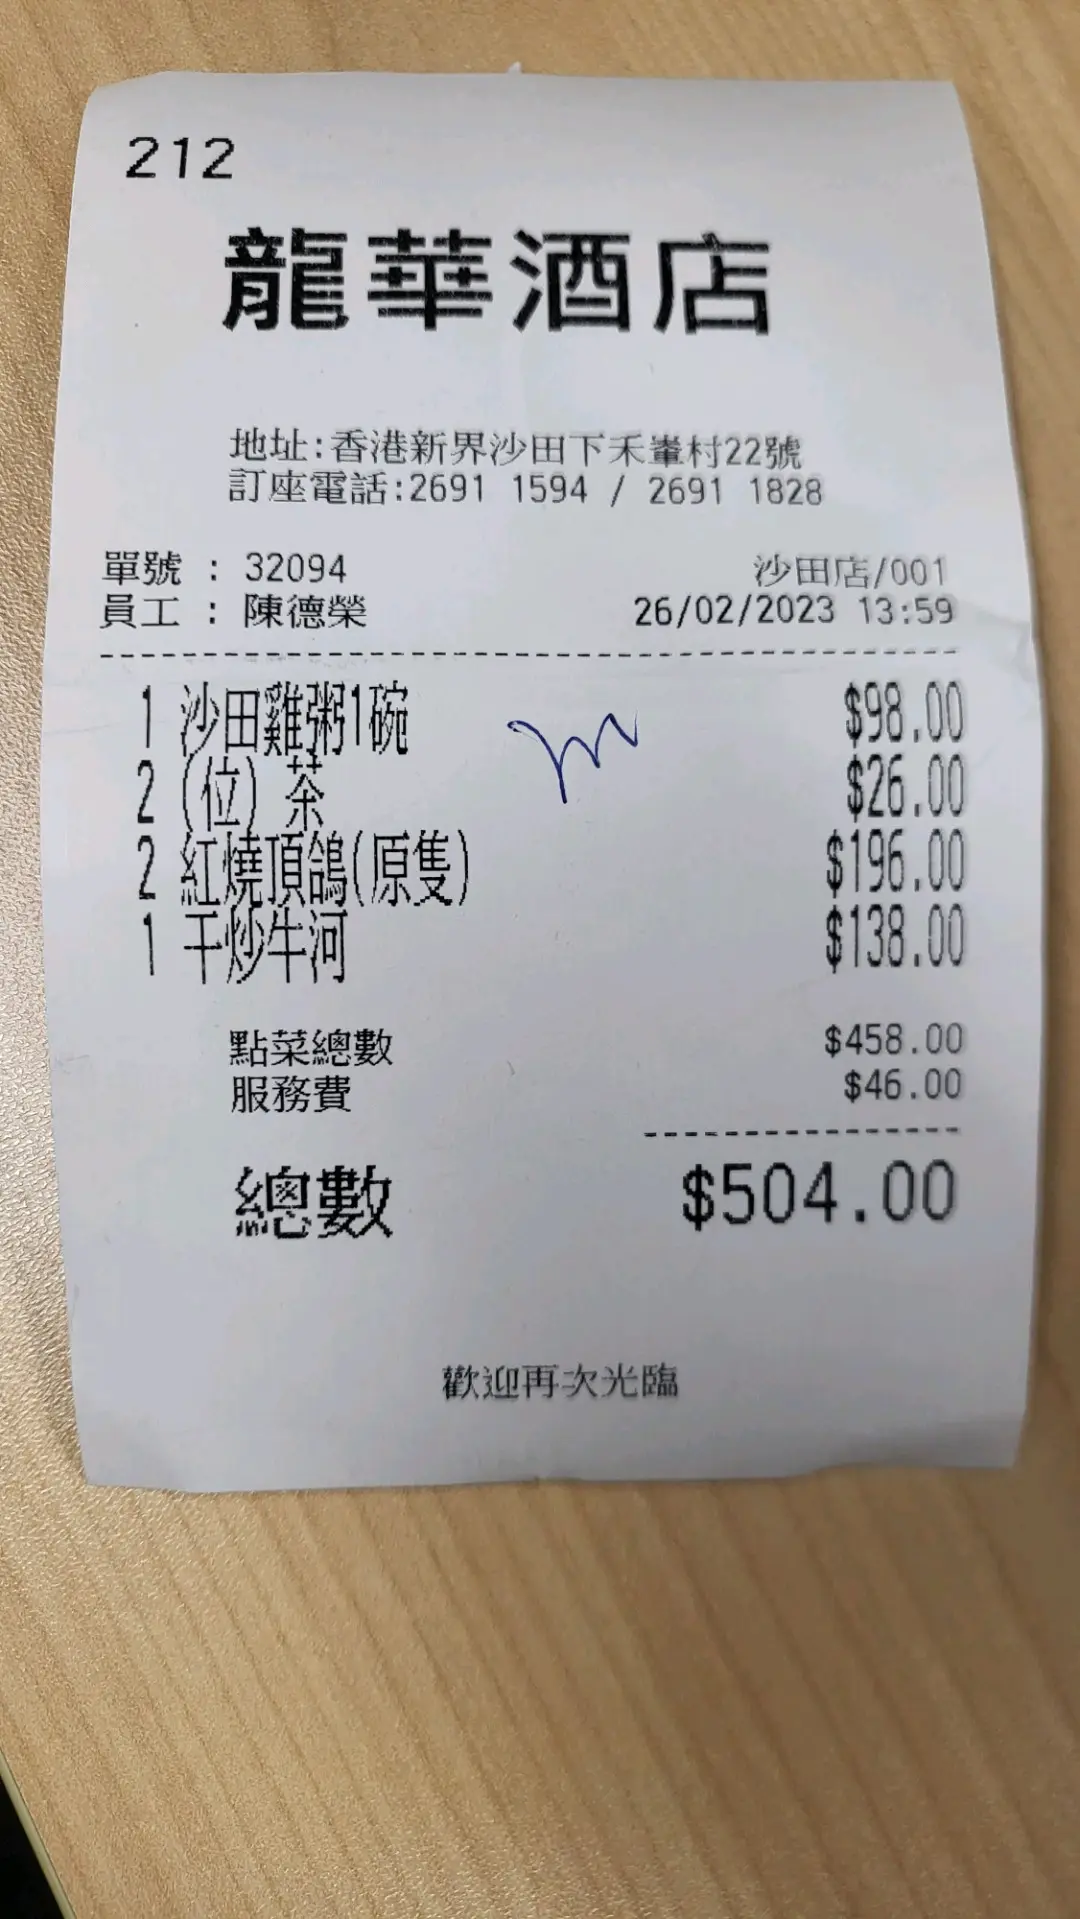 212
龍華酒店
地址:香港新界沙田下禾輋村22號
訂座電話:2691 1594 / 2691 1828
單號 : 32094 沙田店/001
員工 : 陳德榮 26/02/2023 13:59
1 沙田雞粥1碗 $98.00
2 (位) 茶 $26.00
2 紅燒頂鴿(原隻) $196.00
1 干炒牛河 $138.00
點菜總數 $458.00
服務費 $46.00
總數 $504.00
歡迎再次光臨